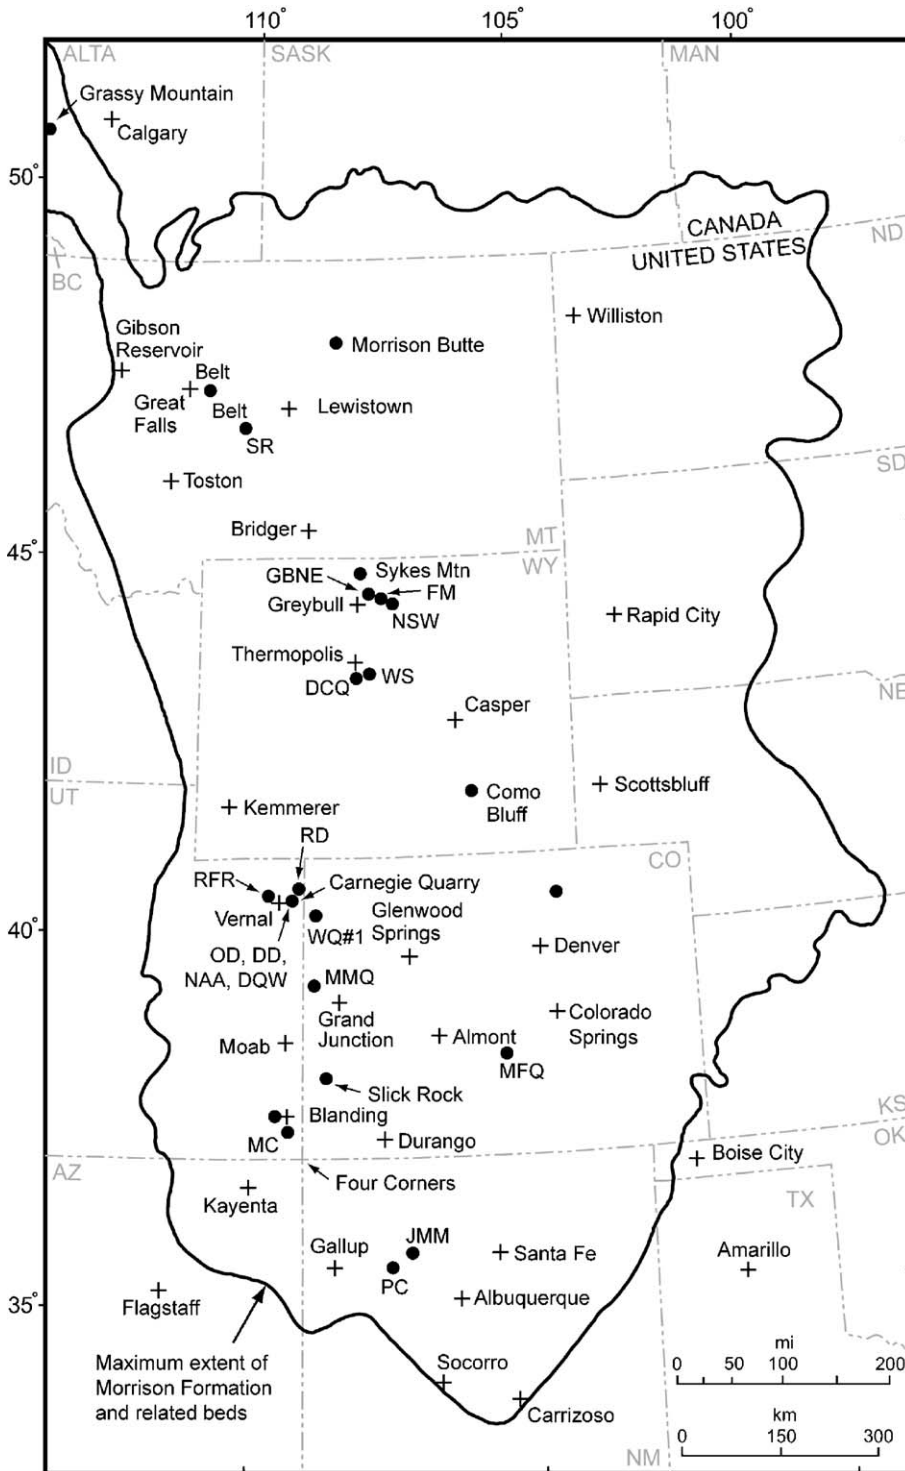 110°
105°
100°
ALTA
SASK
MAN
Grassy Mountain
Calgary
50°
CANADA
UNITED STATES
ND
BC
Gibson
Reservoir
Williston
Morrison Butte
Belt
Great
Falls
Belt
Lewistown
SR
SD
Toston
Bridger
MT
45°
WY
Sykes Mtn
GBNE
FM
Greybull
NSW
Rapid City
Thermopolis
WS
DCQ
NE
Casper
ID
UT
Scottsbluff
Como
Bluff
Kemmerer
RD
CO
RFR
Carnegie Quarry
Vernal
Glenwood
Springs
40°
WQ#1
OD, DD,
NAA, DQW
Denver
MMQ
Grand
Junction
Colorado
Springs
Moab
Almont
MFQ
Slick Rock
Blanding
KS
OK
MC
Durango
Boise City
AZ
Four Corners
TX
Kayenta
JMM
Gallup
Santa Fe
Amarillo
PC
35°
Flagstaff
Albuquerque
mi
Maximum extent of
Morrison Formation
and related beds
Socorro
0 50 100 200
Carrizoso
km
0 150 300
NM